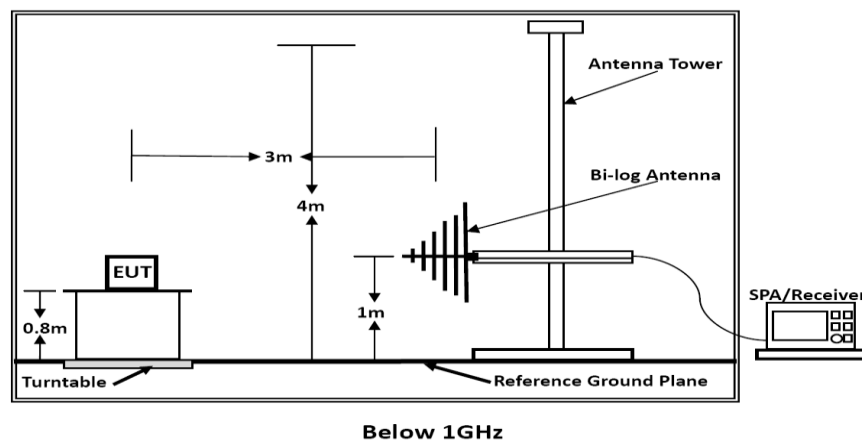 Antenna Tower
3m
Bi-log Antenna
4m
EUT
SPA/Receiver
0.8m
1m
Turntable
Reference Ground Plane
Below 1GHz